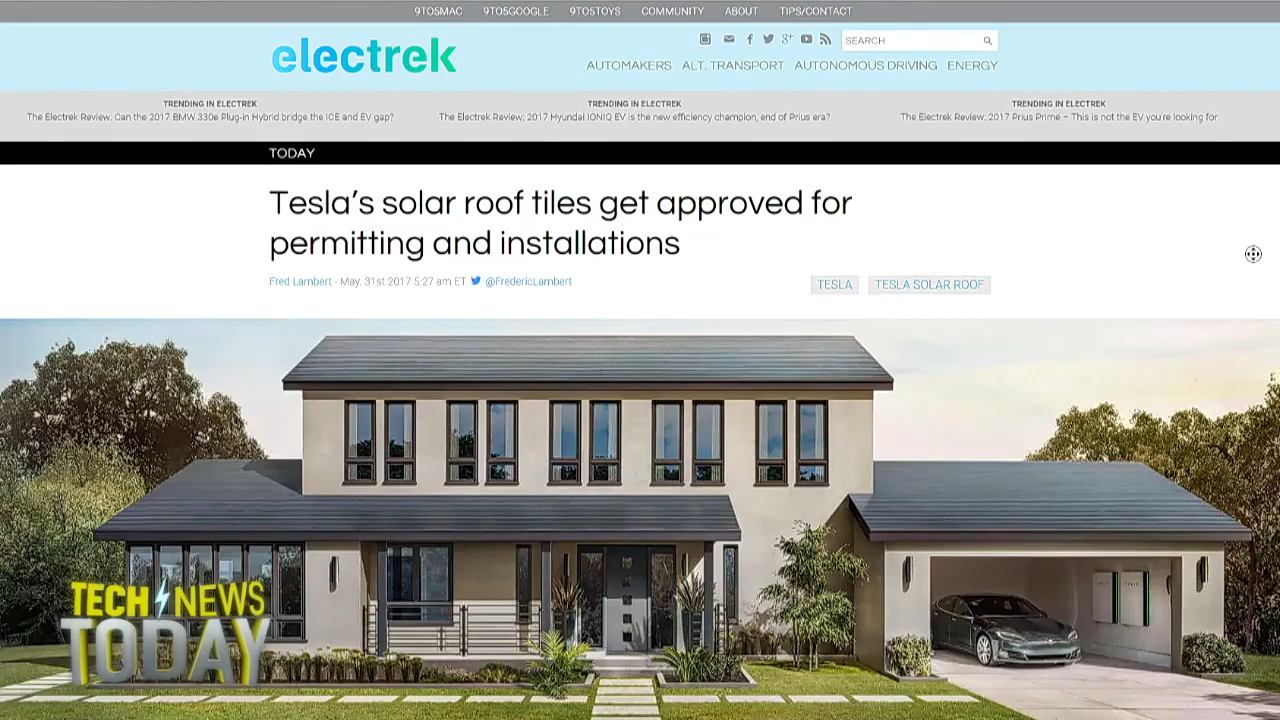 9TO5MAC 9TO5GOOGLE 9TO5TOYS COMMUNITY ABOUT TIPS/CONTACT
electrek
SEARCH
AUTOMAKERS ALT. TRANSPORT AUTONOMOUS DRIVING ENERGY
TRENDING IN ELECTREK TRENDING IN ELECTREK TRENDING IN ELECTREK
The Electrek Review: Can the 2017 BMW 330e Plug-in Hybrid bridge the ICE and EV gap? The Electrek Review; 2017 Hyundai IONIQ EV is the new efficiency champion, end of Prius era? The Electrek Review: 2017 Prius Prime – This is not the EV you're looking for
TODAY
Tesla's solar roof tiles get approved for
permitting and installations
Fred Lambert - May. 31st 2017 5:27 am ET @FredericLambert
TESLA TESLA SOLAR ROOF
TECH NEWS
TODAY